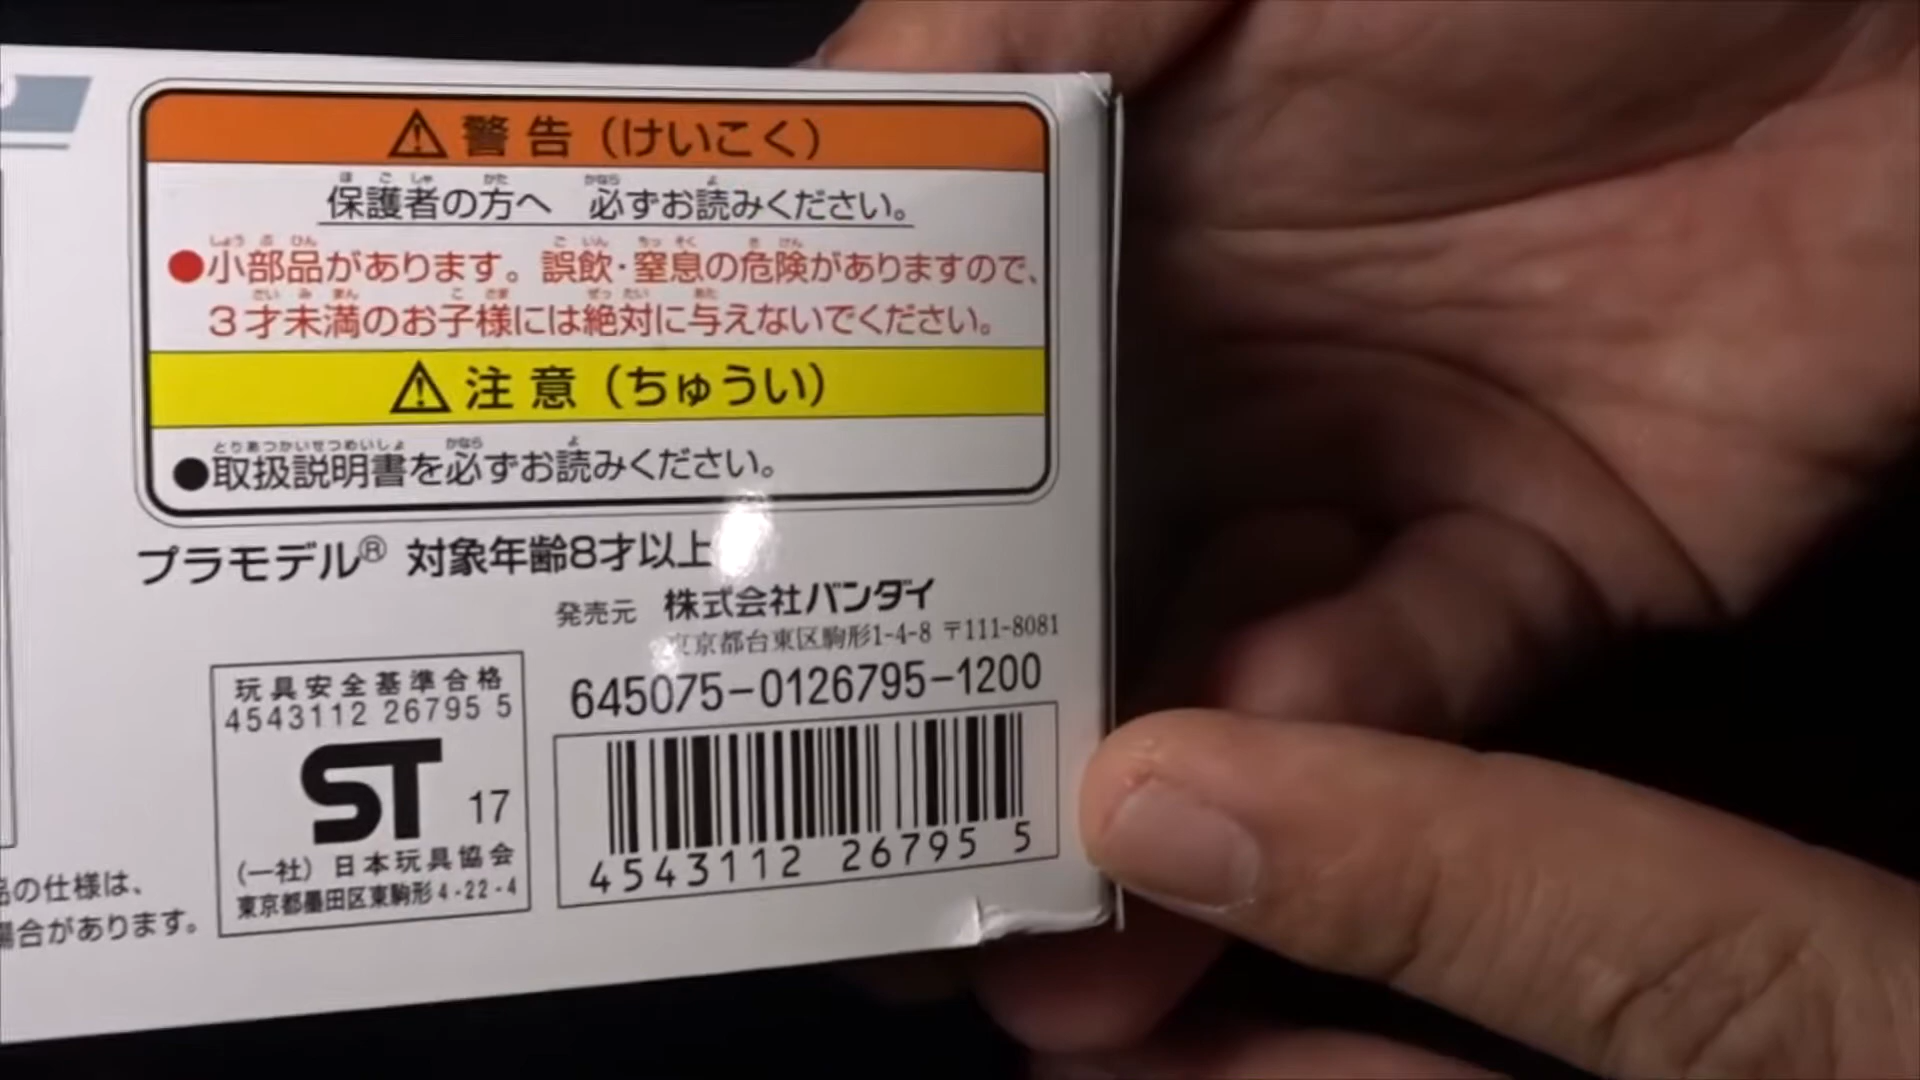 警告（けいこく）
保護者の方へ 必ずお読みください。
●小部品があります。誤飲・窒息の危険がありますので、
3才未満のお子様には絶対に与えないでください。
注意（ちゅうい）
●取扱説明書を必ずお読みください。
プラモデル® 対象年齢8才以上
発売元 株式会社バンダイ
京都台東区駒形1-4-8 〒111-8081
645075-0126795-1200
玩具安全基準合格
4543112 26795 5
ST 17
(一社) 日本玩具協会
東京都墨田区東駒形4-22-4
4543112 26795 5
の仕様は、
場合があります。